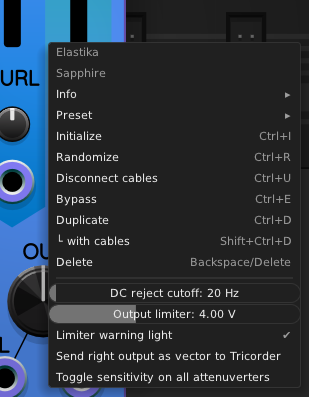 Elastika
Sapphire
URL
Info ▸
Preset ▸
Initialize Ctrl+I
Randomize Ctrl+R
Disconnect cables Ctrl+U
Bypass Ctrl+E
Duplicate Ctrl+D
└ with cables Shift+Ctrl+D
OU
Delete Backspace/Delete
DC reject cutoff: 20 Hz
Output limiter: 4.00 V
Limiter warning light ✔
L
Send right output as vector to Tricorder
Toggle sensitivity on all attenuverters